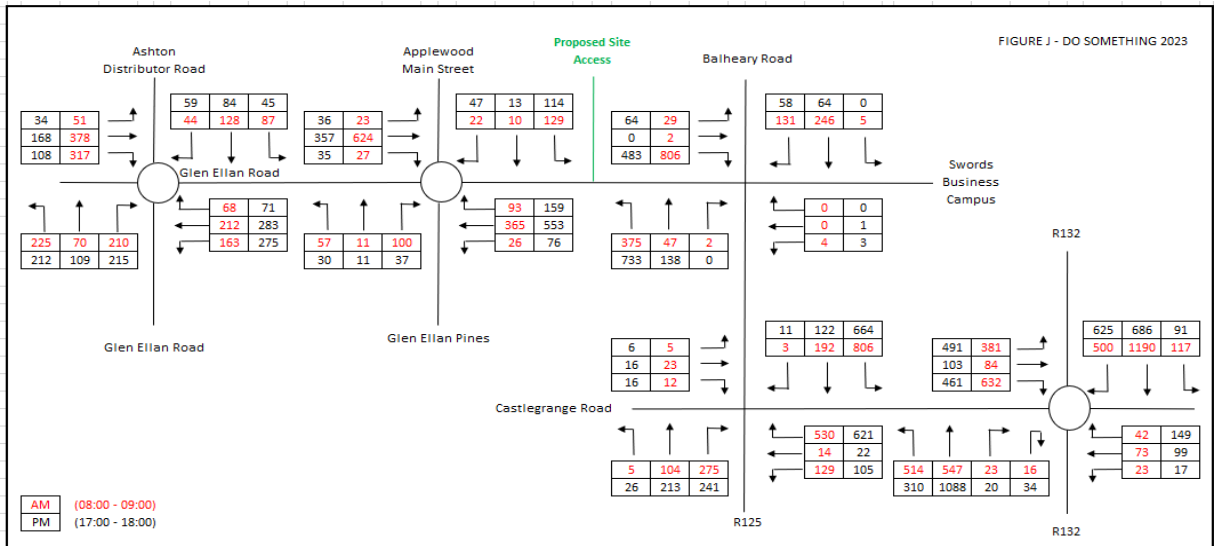 FIGURE J - DO SOMETHING 2023
Proposed Site
Access
Ashton
Distributor Road
Applewood
Main Street
Balheary Road
59 84 45
44 128 87
34 51
168 378
108 317
47 13 114
22 10 129
36 23
357 624
35 27
58 64 0
131 246 5
64 29
0 2
483 806
Glen Ellan Road
Swords
Business
Campus
68 71
212 283
163 275
225 70 210
212 109 215
93 159
365 553
26 76
57 11 100
30 11 37
0 0
0 1
4 3
375 47 2
733 138 0
R132
Glen Ellan Road
Glen Ellan Pines
11 122 664
3 192 806
6 5
16 23
16 12
625 686 91
500 1190 117
491 381
103 84
461 632
Castlegrange Road
530 621
14 22
129 105
5 104 275
26 213 241
42 149
73 99
23 17
514 547 23 16
310 1088 20 34
AM (08:00 - 09:00)
PM (17:00 - 18:00)
R125
R132